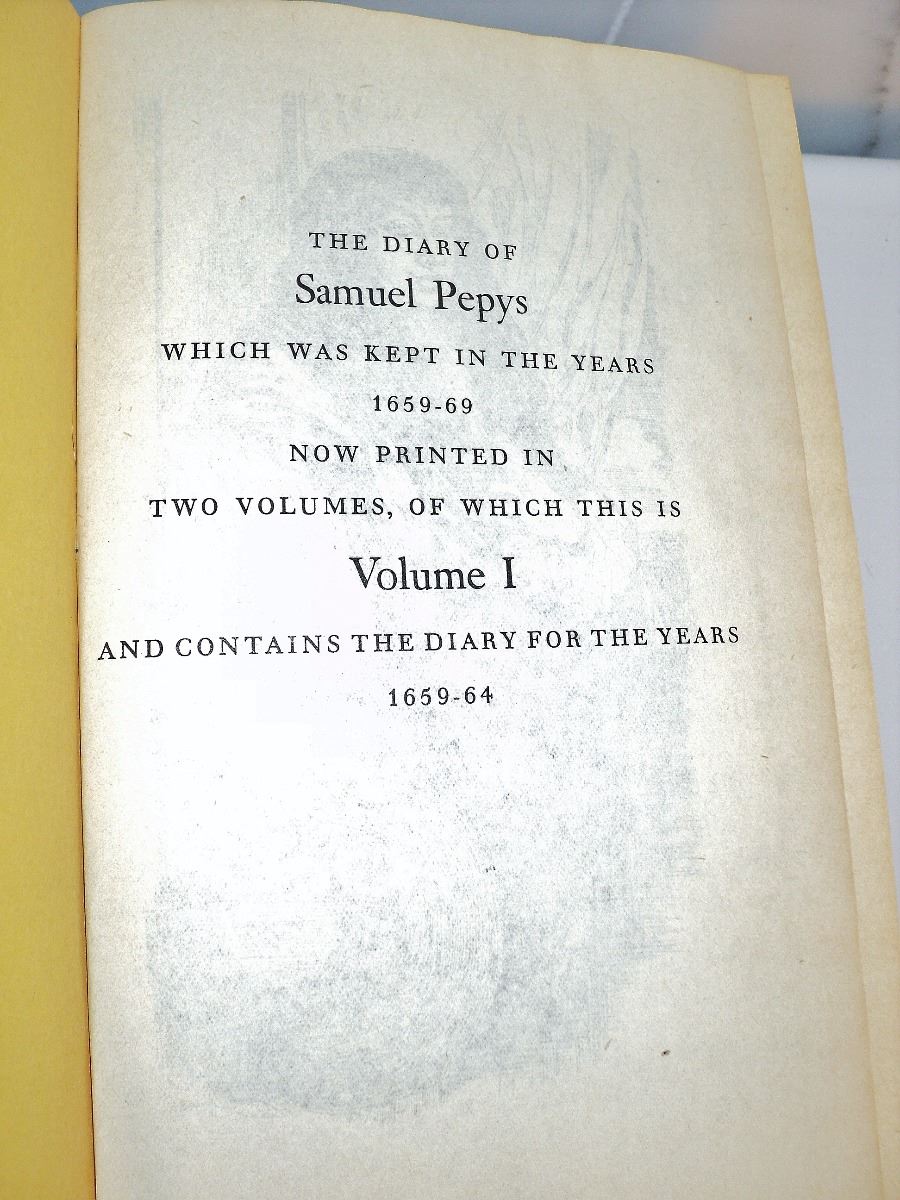 THE DIARY OF
Samuel Pepys
WHICH WAS KEPT IN THE YEARS
1659-69
NOW PRINTED IN
TWO VOLUMES, OF WHICH THIS IS
Volume I
AND CONTAINS THE DIARY FOR THE YEARS
1659-64